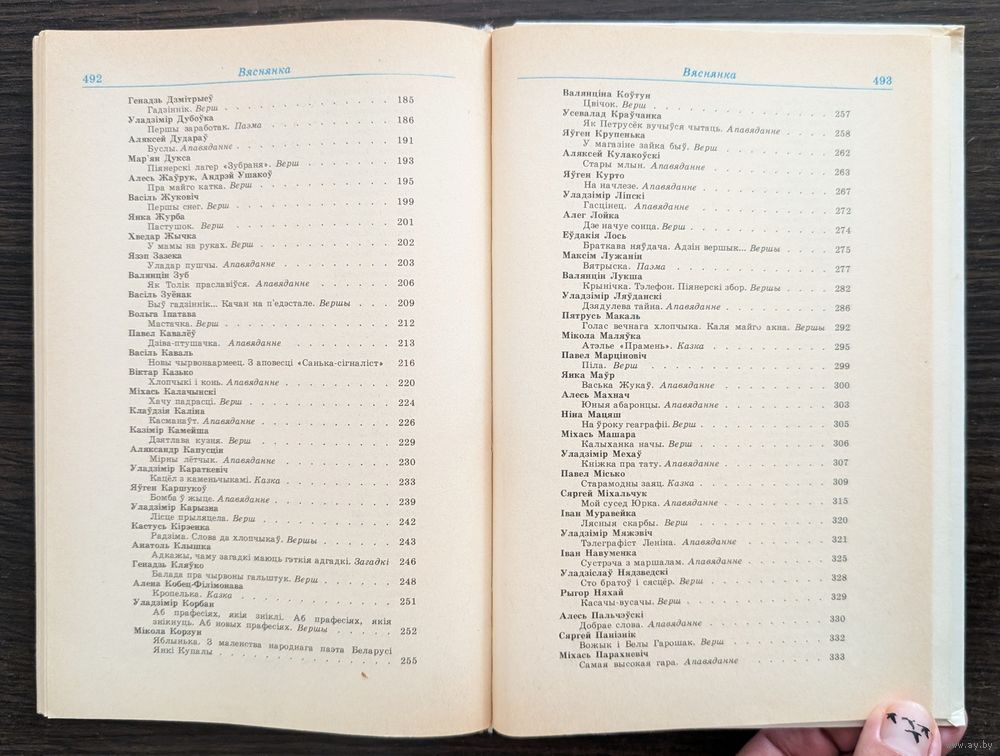 492
Вяснянка
Генадзь Дзмітрыеў
Гадзіннік. Верш . . . . . . . . . . 185
Уладзімір Дубоўка
Першы заработак. Паэма . . . . . . . . 186
Аляксей Дудараў
Буслы. Апавяданне . . . . . . . . . . 191
Мар'ян Дукса
Піянерскі лагер «Зубраня». Верш . . . . . 193
Алесь Жаўрук, Андрэй Ушакоў
Пра майго катка. Верш . . . . . . . . 195
Васіль Жуковіч
Першы снег. Верш . . . . . . . . . . 199
Янка Журба
Пастушок. Верш . . . . . . . . . . 201
Хведар Жычка
У мамы на руках. Верш . . . . . . . . 202
Язэп Зазека
Уладар пушчы. Апавяданне . . . . . . . 203
Валянцін Зуб
Як Толік праславіўся. Апавяданне . . . . . 206
Васіль Зуёнак
Быў гадзіннік... Качан на п'едэстале. Вершы . . . 209
Вольга Іпатава
Мастачка. Верш . . . . . . . . . . 212
Павел Кавалёў
Дзіва-птушачка. Апавяданне . . . . . . . 213
Васіль Каваль
Новы чырвонаармеец. З аповесці «Санька-сігналіст» 216
Віктар Казько
Хлопчыкі і конь. Апавяданне . . . . . . . 220
Міхась Калачынскі
Хачу падрасці. Верш . . . . . . . . . 224
Клаўдзія Каліна
Касманаўт. Апавяданне . . . . . . . . 226
Казімір Камейша
Дзятлава кузня. Верш . . . . . . . . . 229
Аляксандр Капусцін
Мірны лётчык. Апавяданне . . . . . . . 230
Уладзімір Караткевіч
Кацёл з каменьчыкамі. Казка . . . . . . . 233
Яўген Каршукоў
Бомба ў жыце. Апавяданне . . . . . . . 239
Уладзімір Карызна
Лісце прыляцела. Верш . . . . . . . . 242
Кастусь Кірэенка
Радзіма. Слова да хлопчыкаў. Вершы . . . . . 243
Анатоль Клышка
Адкажы, чаму загадкі маюць гэткія адгадкі. Загадкі 246
Генадзь Кляўко
Балада пра чырвоны гальштук. Верш . . . . . 248
Алена Кобец-Філімонава
Кропелька. Казка . . . . . . . . . . 251
Уладзімір Корбан
Аб прафесіях, якія зніклі. Аб прафесіях, якія
знікнуць. Аб новых прафесіях. Вершы . . . . . 252
Мікола Корзун
Яблынька. З маленства народнага паэта Беларусі
Янкі Купалы . . . . . . . . . . . 255
Вяснянка
493
Валянціна Коўтун
Цвічок. Верш . . . . . . . . . . . 257
Усевалад Краўчанка
Як Петрусёк вучыўся чытаць. Апавяданне . . . . 258
Яўген Крупенька
У магазіне зайка быў. Верш . . . . . . . 262
Аляксей Кулакоўскі
Стары млын. Апавяданне . . . . . . . . 263
Яўген Курто
На начлезе. Апавяданне . . . . . . . . 267
Уладзімір Ліпскі
Гасцінец. Апавяданне . . . . . . . . . 272
Алег Лойка
Дзе начуе сонца. Верш . . . . . . . . 274
Еўдакія Лось
Браткава няўдача. Адзін вершык... Вершы . . . . 275
Максім Лужанін
Вятрыска. Паэма . . . . . . . . . . 277
Валянцін Лукша
Крынічка. Тэлефон. Піянерскі збор. Вершы . . . 282
Уладзімір Ляўданскі
Дзядулева тайна. Апавяданне . . . . . . . 286
Пятрусь Макаль
Голас вечнага хлопчыка. Каля майго акна. Вершы 292
Мікола Маляўка
Атэлье «Прамень». Казка . . . . . . . . 295
Павел Марціновіч
Піла. Верш . . . . . . . . . . . . 299
Янка Маўр
Васька Жукаў. Апавяданне . . . . . . . 300
Алесь Махнач
Юныя абаронцы. Апавяданне . . . . . . . 303
Ніна Мацяш
На ўроку геаграфіі. Верш . . . . . . . . 305
Міхась Машара
Калыханка начы. Верш . . . . . . . . 306
Уладзімір Мехаў
Кніжка пра тату. Апавяданне . . . . . . . 307
Павел Місько
Старамодны заяц. Казка . . . . . . . . 309
Сяргей Міхальчук
Мой сусед Юрка. Апавяданне . . . . . . . 315
Іван Муравейка
Лясныя скарбы. Верш . . . . . . . . . 320
Уладзімір Мяжэвіч
Тэлеграфіст Леніна. Апавяданне . . . . . . 321
Іван Навуменка
Сустрэча з маршалам. Апавяданне . . . . . . 325
Уладзіслаў Нядзведскі
Сто братоў і сясцёр. Верш . . . . . . . . 328
Рыгор Няхай
Касачы-вусачы. Верш . . . . . . . . . 329
Алесь Пальчэўскі
Добрае слова. Апавяданне . . . . . . . . 330
Сяргей Панізнік
Вожык і Белы Гарошак. Верш . . . . . . . 332
Міхась Парахневіч
Самая высокая гара. Апавяданне . . . . . . 333
www.ay.by